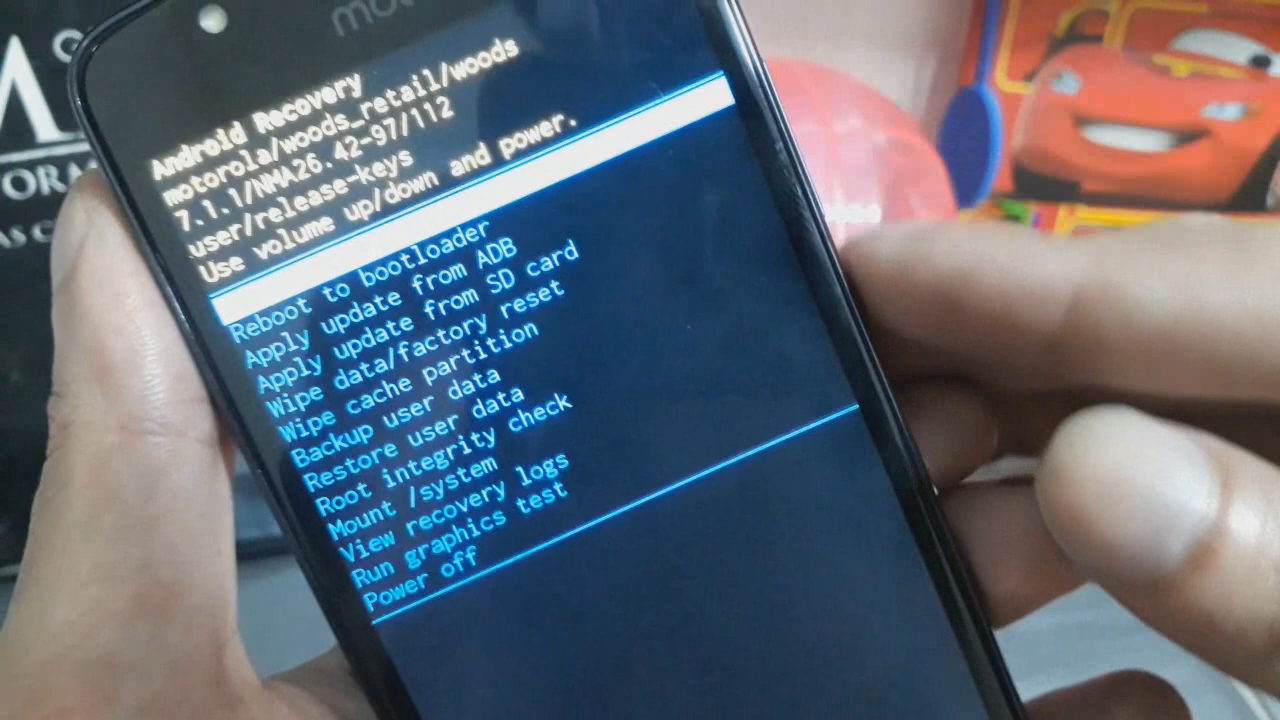 Android Recovery
motorola/woods_retail/woods
7.1.1/NMA26.42-97/112
user/release-keys
Use volume up/down and power.
Reboot to bootloader
Apply update from ADB
Apply update from SD card
Wipe data/factory reset
Wipe cache partition
Backup user data
Restore user data
Root integrity check
Mount /system
View recovery logs
Run graphics test
Power off